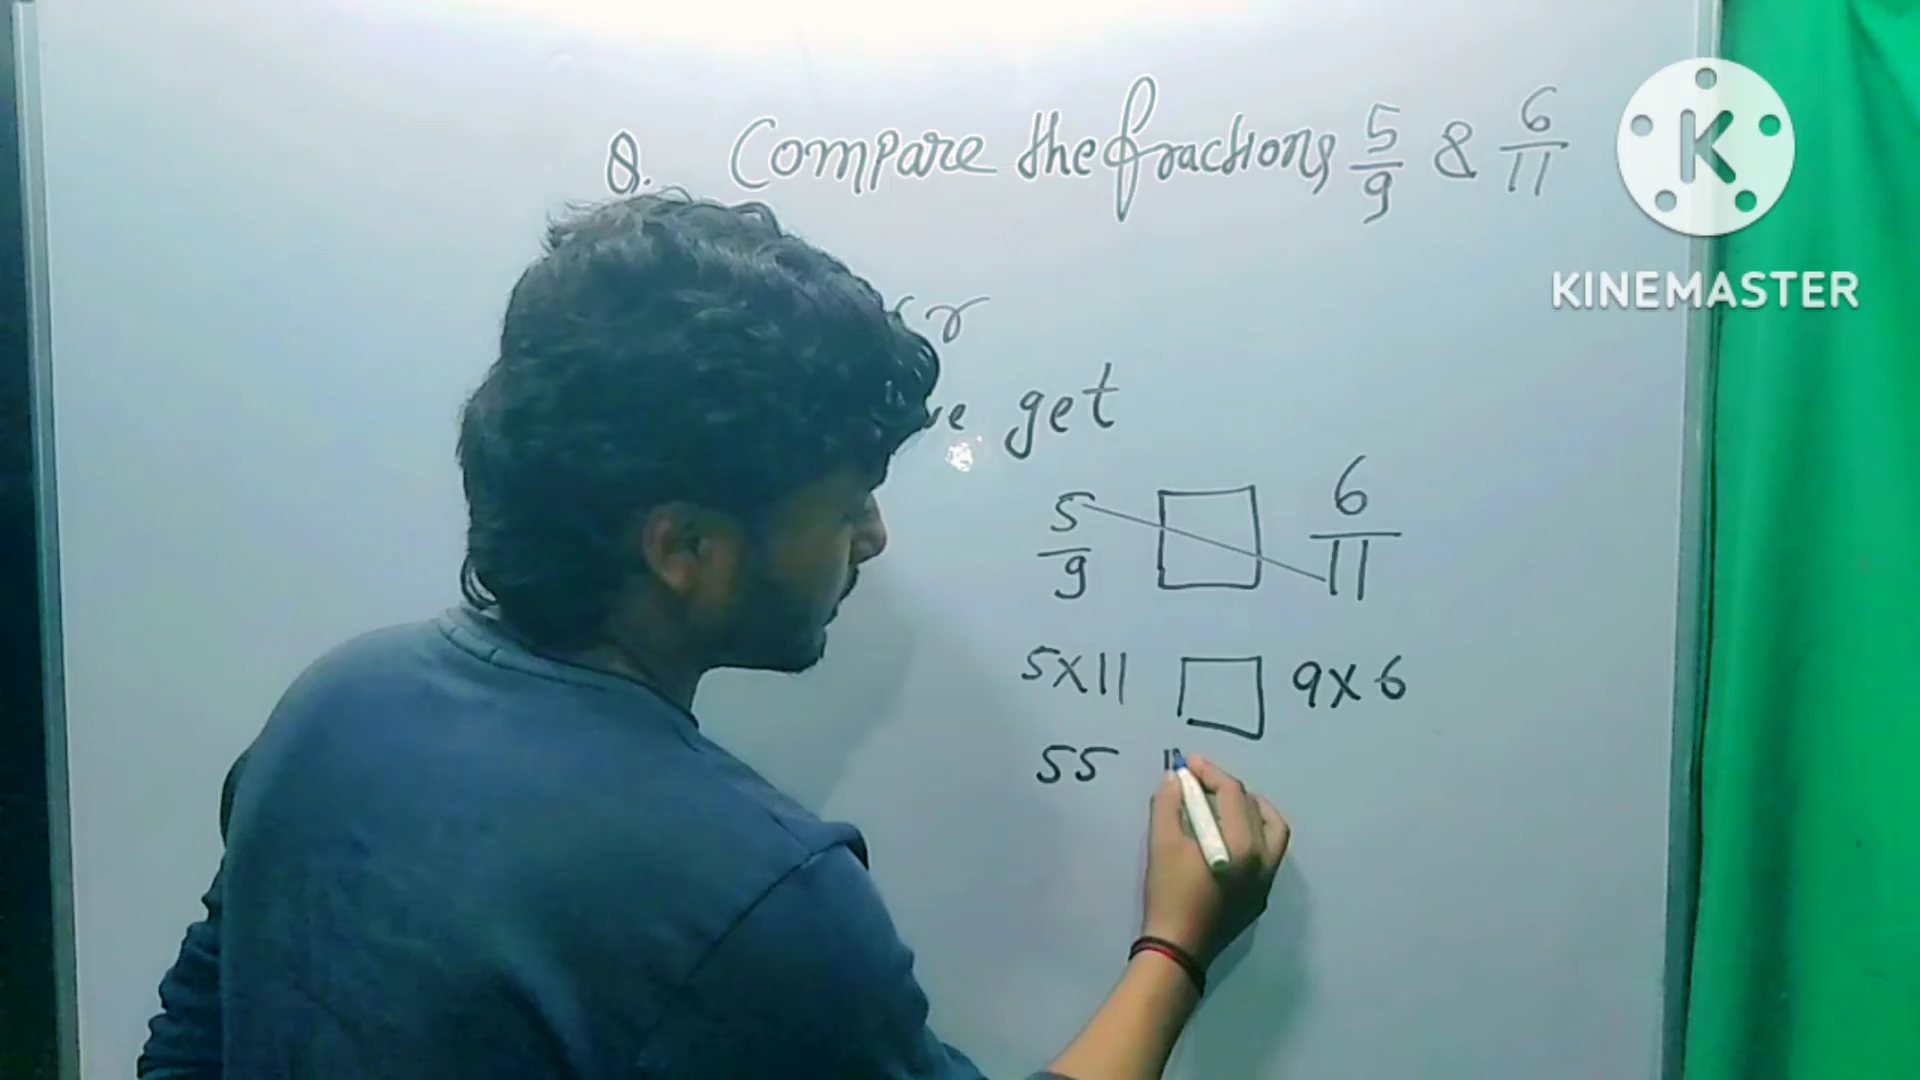 Q. Compare the fractions 5/9 & 6/11
K
KINEMASTER
get
5/9 □ 6/11
5X11 □ 9X6
55